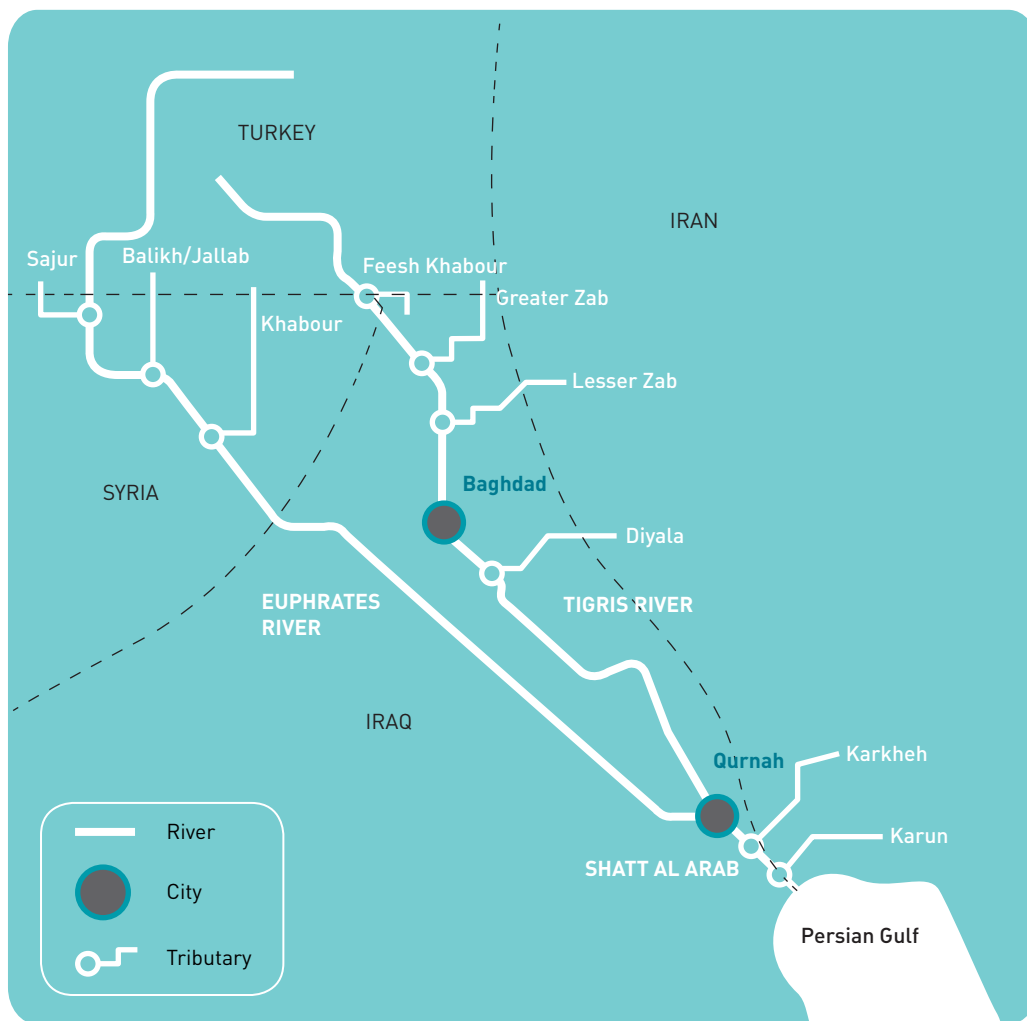 TURKEY
IRAN
Sajur
Balikh/Jallab
Feesh Khabour
Greater Zab
Khabour
Lesser Zab
SYRIA
Baghdad
Diyala
EUPHRATES
RIVER
TIGRIS RIVER
IRAQ
Qurnah
Karkheh
Karun
SHATT AL ARAB
Persian Gulf
River
City
Tributary